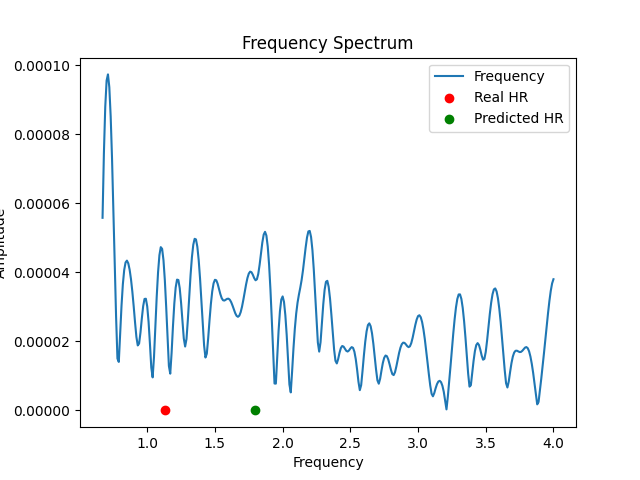 Frequency Spectrum
0.00010
0.00008
0.00006
0.00004
0.00002
0.00000
Amplitude
Frequency
Real HR
Predicted HR
1.0 1.5 2.0 2.5 3.0 3.5 4.0
Frequency